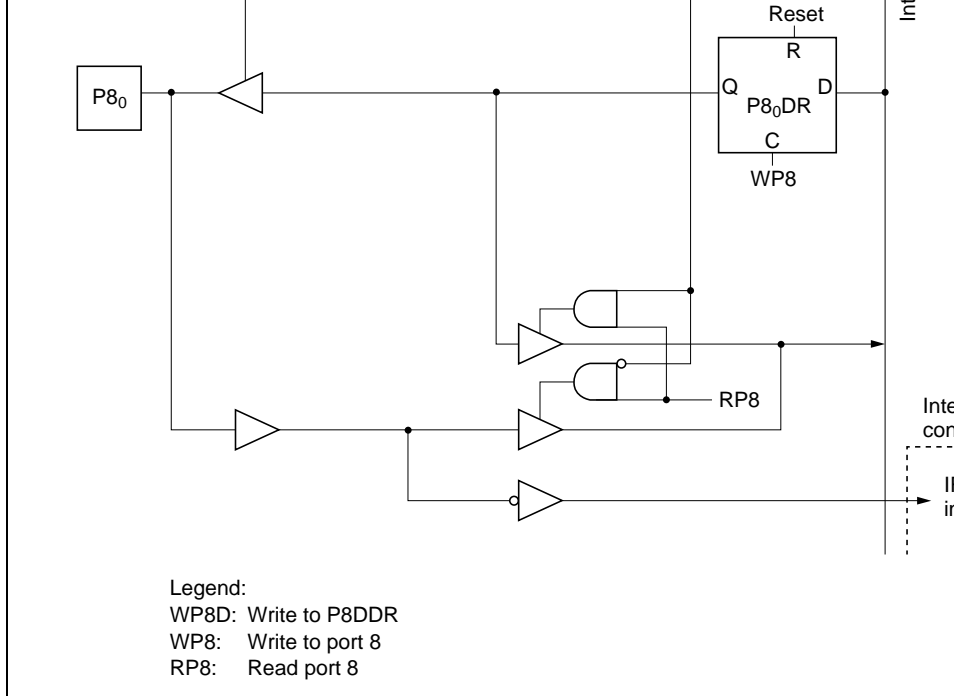 Reset
R
P8₀
Q
D
P8₀DR
C
WP8
RP8
Legend:
WP8D: Write to P8DDR
WP8: Write to port 8
RP8: Read port 8